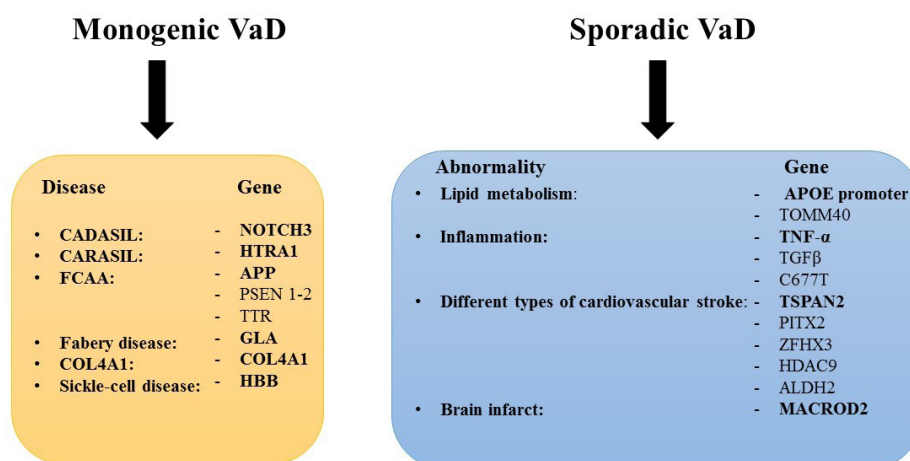 Monogenic VaD
Disease Gene
• CADASIL: - NOTCH3
• CARASIL: - HTRA1
• FCAA: - APP
- PSEN 1-2
- TTR
• Fabery disease: - GLA
• COL4A1: - COL4A1
• Sickle-cell disease: - HBB
Sporadic VaD
Abnormality Gene
• Lipid metabolism: - APOE promoter
- TOMM40
• Inflammation: - TNF-α
- TGFβ
- C677T
• Different types of cardiovascular stroke: - TSPAN2
- PITX2
- ZFHX3
- HDAC9
- ALDH2
• Brain infarct: - MACROD2